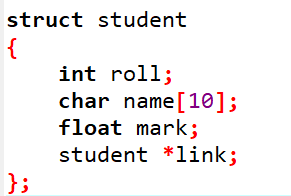 struct student
{
    int roll;
    char name[10];
    float mark;
    student *link;
};